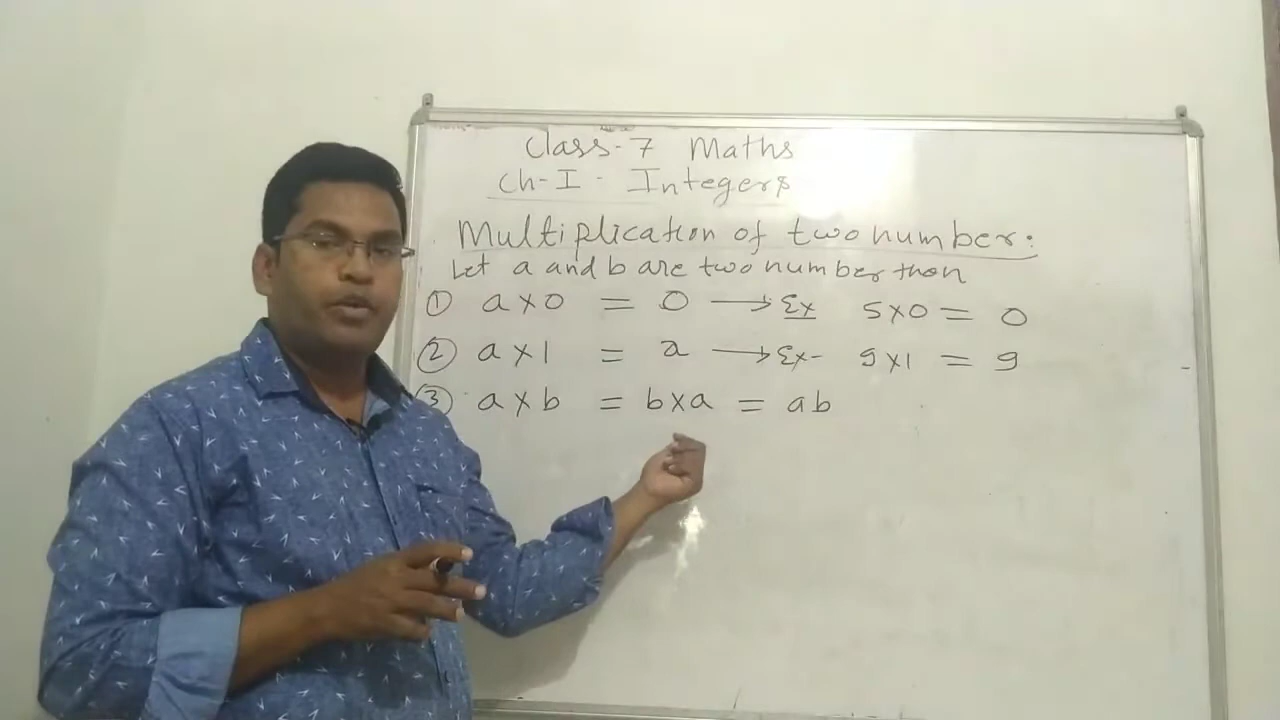 Class-7 Maths
Ch-I - Integers
Multiplication of two number:
Let a and b are two number then
① a × 0 = 0 → Ex 5×0 = 0
② a × 1 = a → Ex- 9×1 = 9
③ a × b = b×a = ab